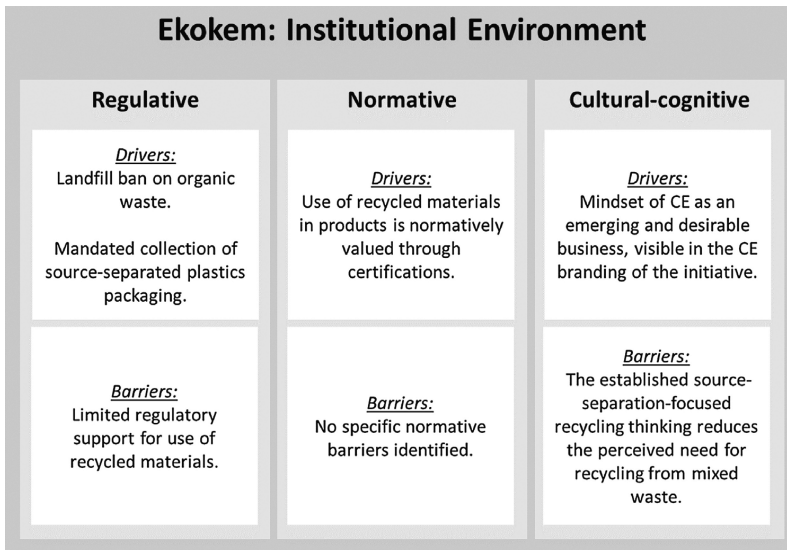 Ekokem: Institutional Environment
Regulative
Drivers:
Landfill ban on organic
waste.
Mandated collection of
source-separated plastics
packaging.
Barriers:
Limited regulatory
support for use of
recycled materials.
Normative
Drivers:
Use of recycled materials
in products is normatively
valued through
certifications.
Barriers:
No specific normative
barriers identified.
Cultural-cognitive
Drivers:
Mindset of CE as an
emerging and desirable
business, visible in the CE
branding of the initiative.
Barriers:
The established source-
separation-focused
recycling thinking reduces
the perceived need for
recycling from mixed
waste.